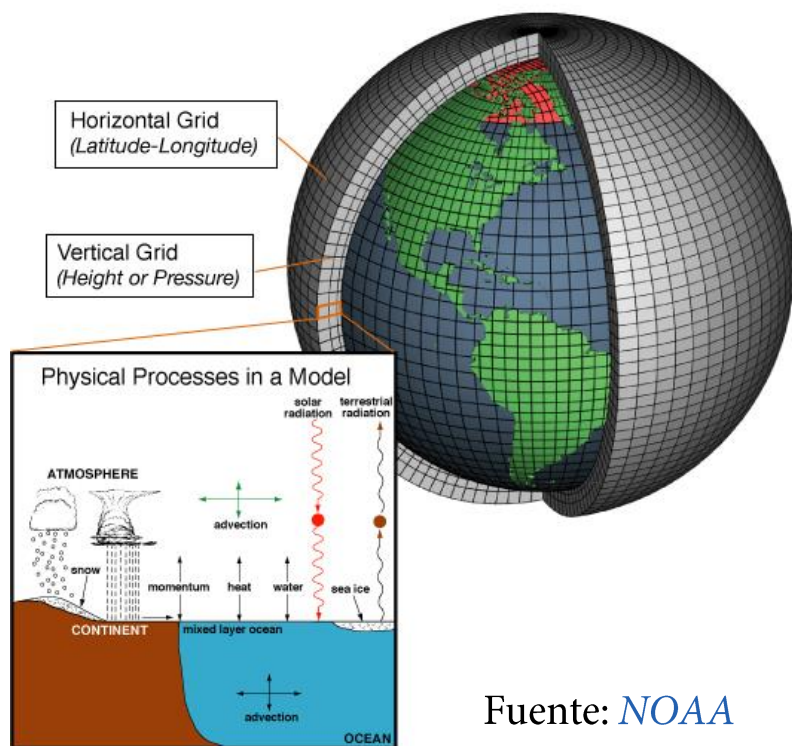 Horizontal Grid
(Latitude-Longitude)
Vertical Grid
(Height or Pressure)
Physical Processes in a Model
solar
radiation
terrestrial
radiation
ATMOSPHERE
advection
snow
momentum
heat
water
sea ice
CONTINENT
mixed layer ocean
advection
OCEAN
Fuente: NOAA